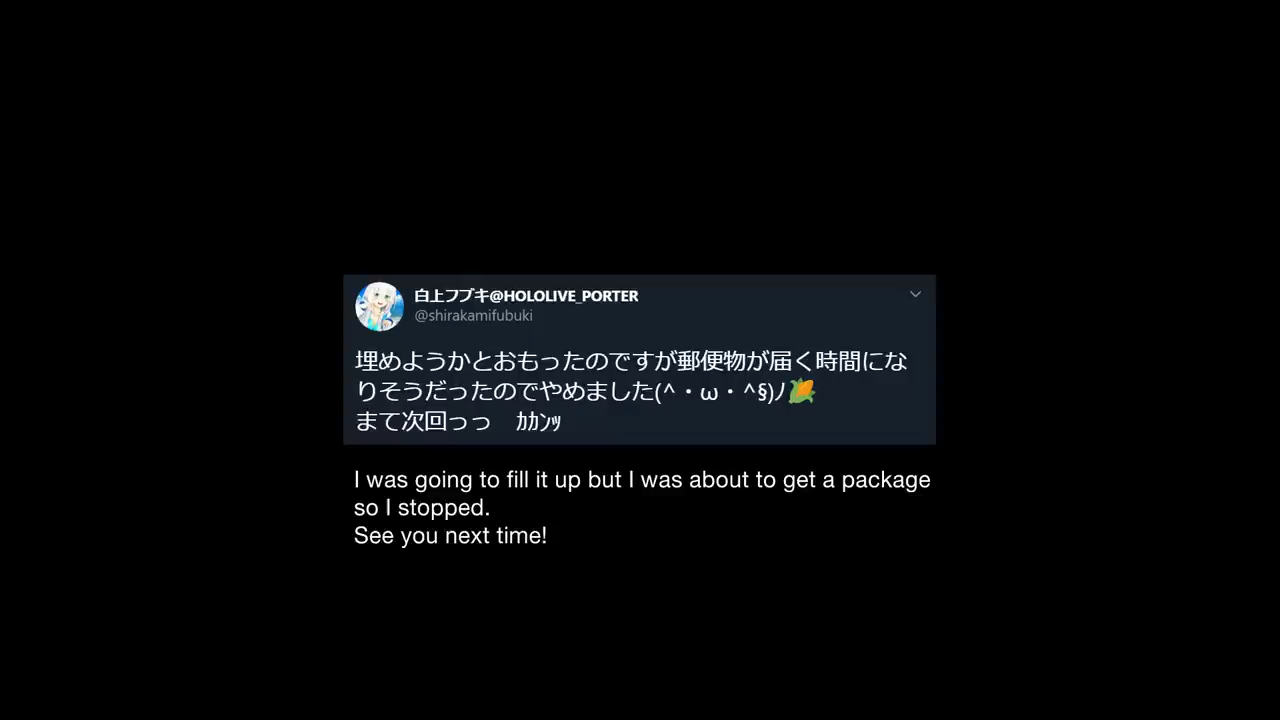 白上フブキ@HOLOLIVE_PORTER
@shirakamifubuki
埋めようかとおもったのですが郵便物が届く時間にな
りそうだったのでやめました(^・ω・^§)ﾉ🌽
まて次回っっ　ｶｶﾝｯ
I was going to fill it up but I was about to get a package
so I stopped.
See you next time!